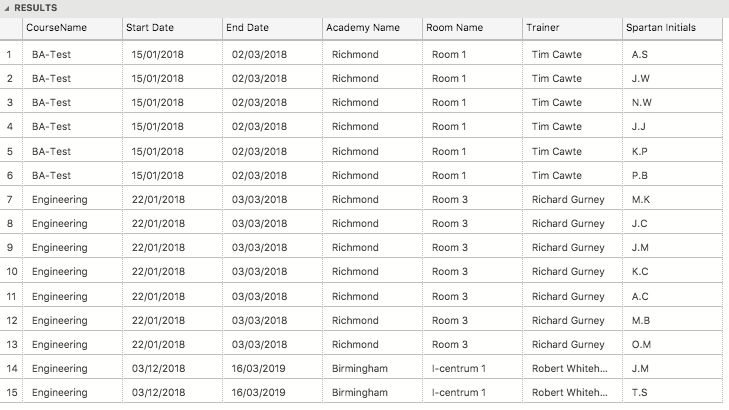 RESULTS
CourseName Start Date End Date Academy Name Room Name Trainer Spartan Initials
1 BA-Test 15/01/2018 02/03/2018 Richmond Room 1 Tim Cawte A.S
2 BA-Test 15/01/2018 02/03/2018 Richmond Room 1 Tim Cawte J.W
3 BA-Test 15/01/2018 02/03/2018 Richmond Room 1 Tim Cawte N.W
4 BA-Test 15/01/2018 02/03/2018 Richmond Room 1 Tim Cawte J.J
5 BA-Test 15/01/2018 02/03/2018 Richmond Room 1 Tim Cawte K.P
6 BA-Test 15/01/2018 02/03/2018 Richmond Room 1 Tim Cawte P.B
7 Engineering 22/01/2018 03/03/2018 Richmond Room 3 Richard Gurney M.K
8 Engineering 22/01/2018 03/03/2018 Richmond Room 3 Richard Gurney J.C
9 Engineering 22/01/2018 03/03/2018 Richmond Room 3 Richard Gurney J.M
10 Engineering 22/01/2018 03/03/2018 Richmond Room 3 Richard Gurney K.C
11 Engineering 22/01/2018 03/03/2018 Richmond Room 3 Richard Gurney A.C
12 Engineering 22/01/2018 03/03/2018 Richmond Room 3 Richard Gurney M.B
13 Engineering 22/01/2018 03/03/2018 Richmond Room 3 Richard Gurney O.M
14 Engineering 03/12/2018 16/03/2019 Birmingham I-centrum 1 Robert Whiteh... J.M
15 Engineering 03/12/2018 16/03/2019 Birmingham I-centrum 1 Robert Whiteh... T.S